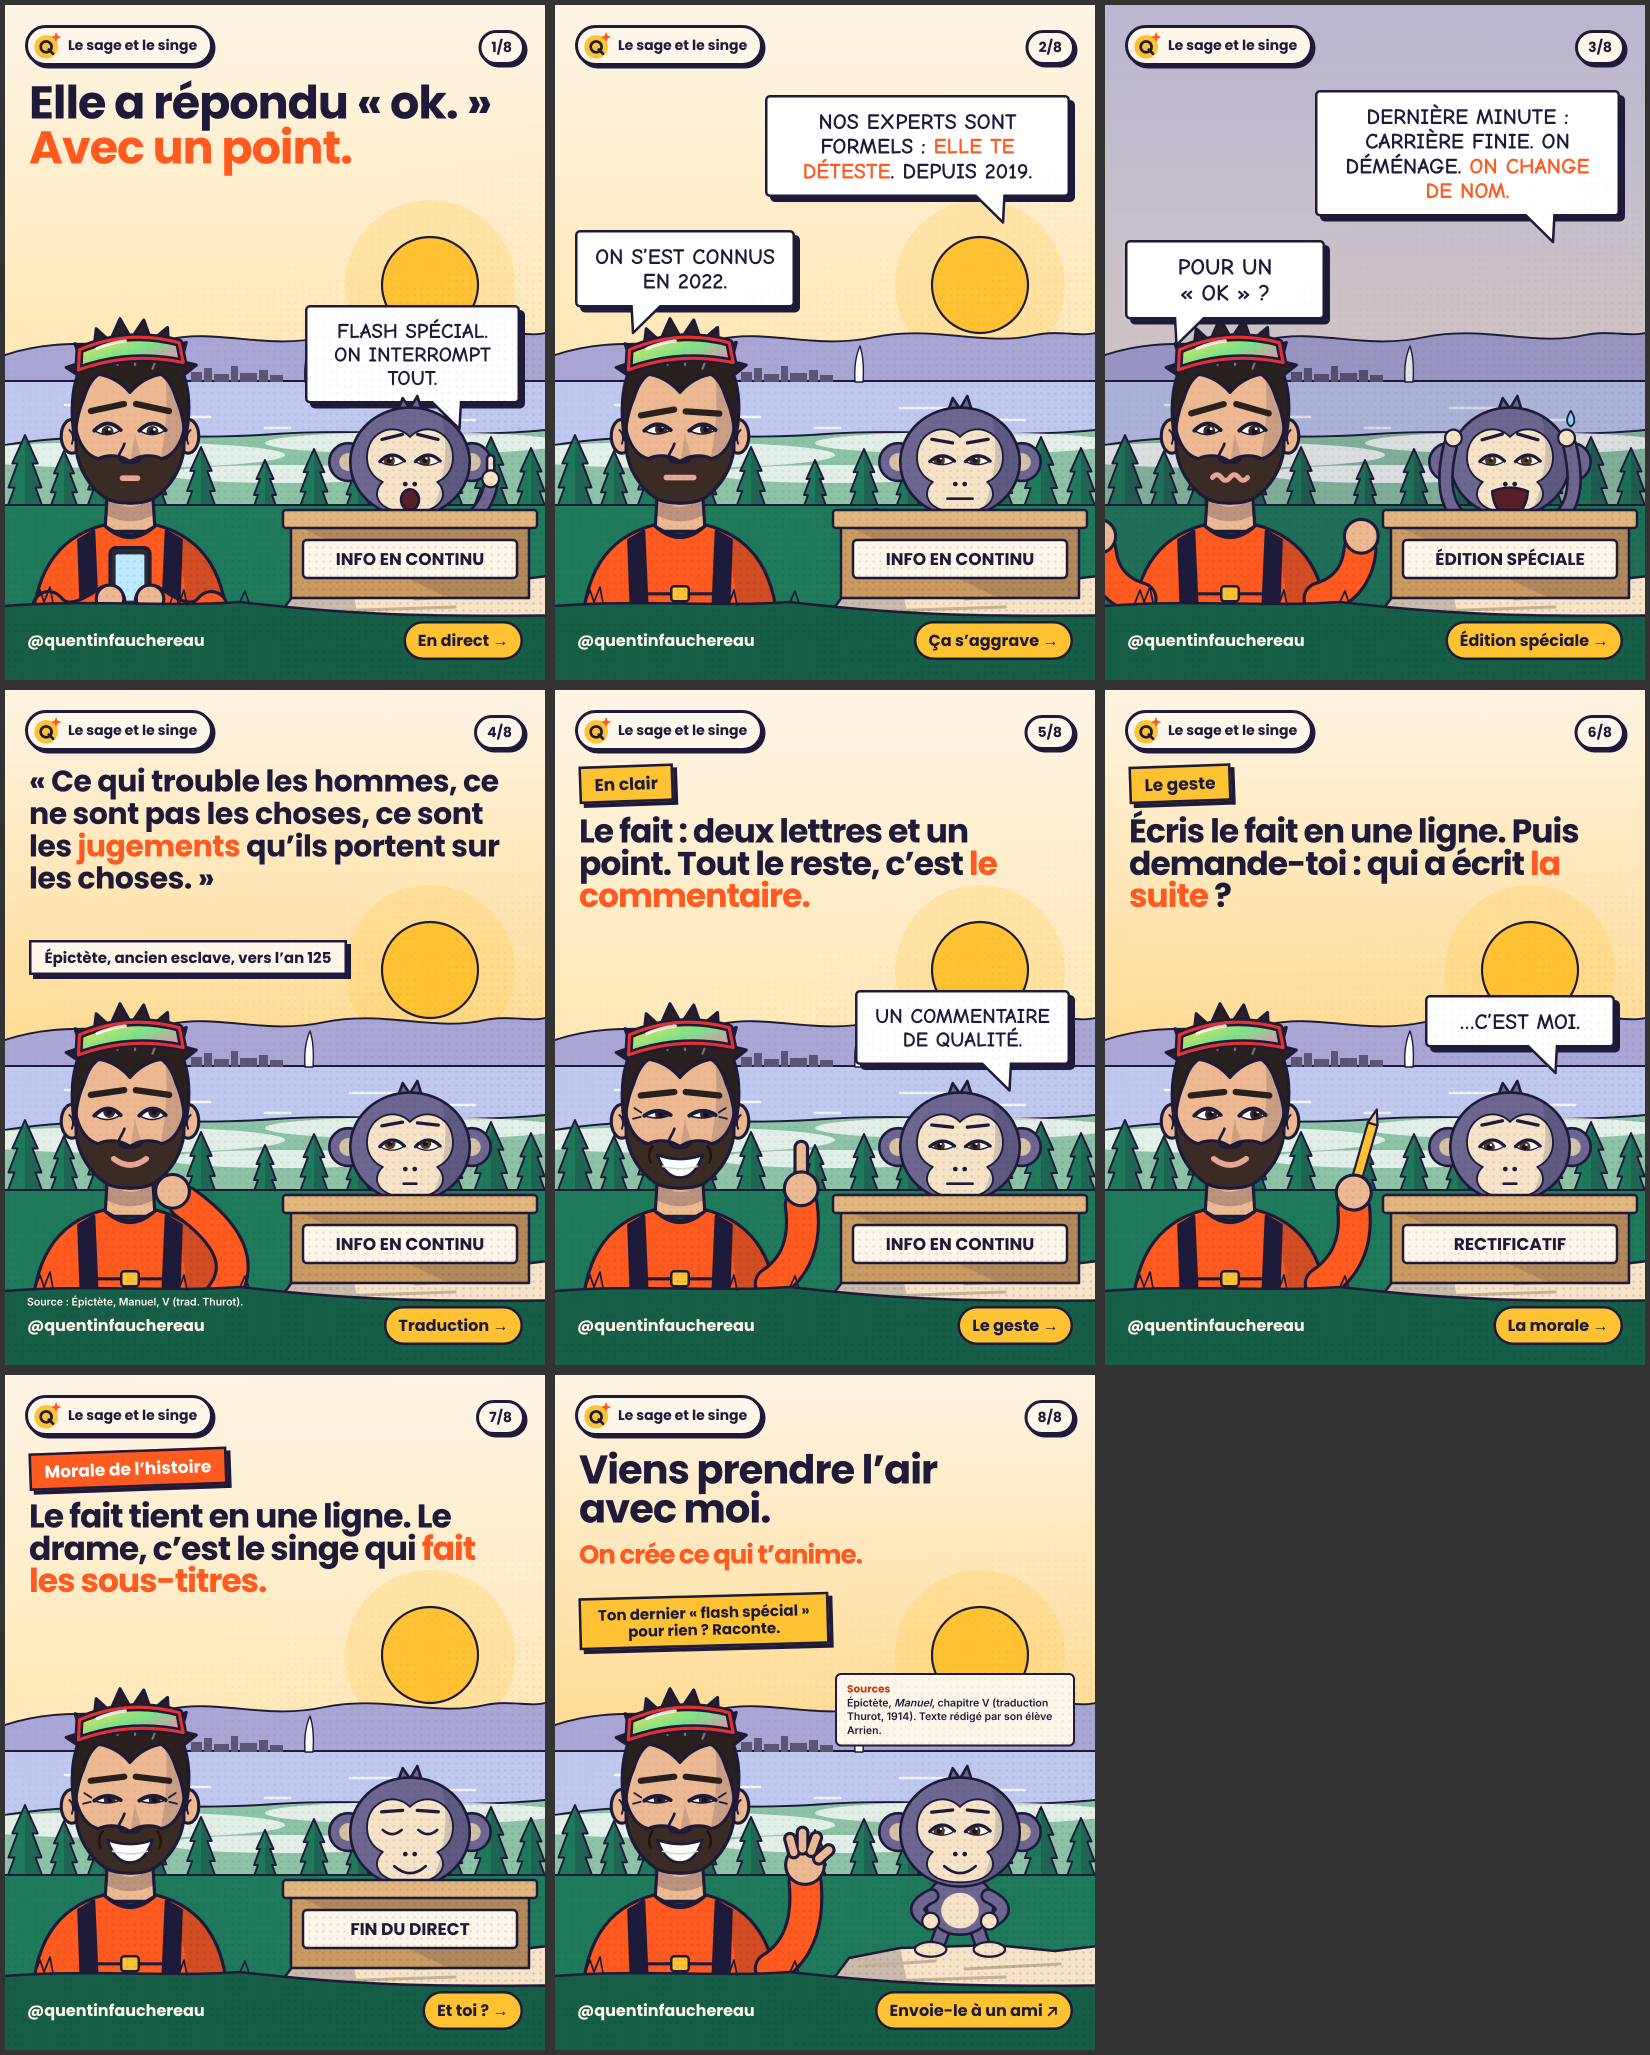 Q Le sage et le singe
1/8
Elle a répondu « ok. »
Avec un point.
FLASH SPÉCIAL.
ON INTERROMPT
TOUT.
INFO EN CONTINU
@quentinfauchereau
En direct →
Q Le sage et le singe
2/8
NOS EXPERTS SONT
FORMELS : ELLE TE
DÉTESTE. DEPUIS 2019.
ON S'EST CONNUS
EN 2022.
INFO EN CONTINU
@quentinfauchereau
Ça s'aggrave →
Q Le sage et le singe
3/8
DERNIÈRE MINUTE :
CARRIÈRE FINIE. ON
DÉMÉNAGE. ON CHANGE
DE NOM.
POUR UN
« OK » ?
ÉDITION SPÉCIALE
@quentinfauchereau
Édition spéciale →
Q Le sage et le singe
4/8
« Ce qui trouble les hommes, ce
ne sont pas les choses, ce sont
les jugements qu'ils portent sur
les choses. »
Épictète, ancien esclave, vers l'an 125
INFO EN CONTINU
Source : Épictète, Manuel, V (trad. Thurot).
@quentinfauchereau
Traduction →
Q Le sage et le singe
5/8
En clair
Le fait : deux lettres et un
point. Tout le reste, c'est le
commentaire.
UN COMMENTAIRE
DE QUALITÉ.
INFO EN CONTINU
@quentinfauchereau
Le geste →
Q Le sage et le singe
6/8
Le geste
Écris le fait en une ligne. Puis
demande-toi : qui a écrit la
suite ?
...C'EST MOI.
RECTIFICATIF
@quentinfauchereau
La morale →
Q Le sage et le singe
7/8
Morale de l'histoire
Le fait tient en une ligne. Le
drame, c'est le singe qui fait
les sous-titres.
FIN DU DIRECT
@quentinfauchereau
Et toi ? →
Q Le sage et le singe
8/8
Viens prendre l'air
avec moi.
On crée ce qui t'anime.
Ton dernier « flash spécial »
pour rien ? Raconte.
Sources
Épictète, Manuel, chapitre V (traduction
Thurot, 1914). Texte rédigé par son élève
Arrien.
@quentinfauchereau
Envoie-le à un ami ↗